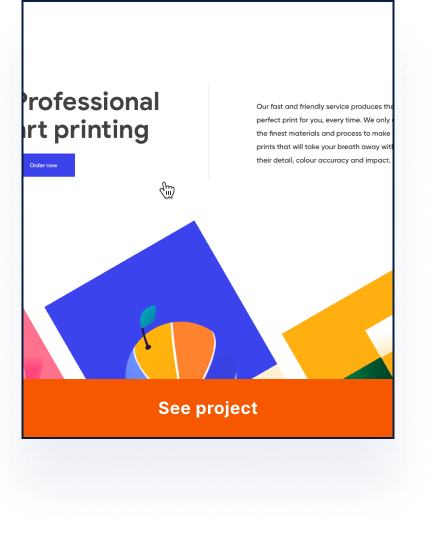 Professional
art printing
Order now
Our fast and friendly service produces the
perfect print for you, every time. We only
the finest materials and process to make
prints that will take your breath away with
their detail, colour accuracy and impact.
See project